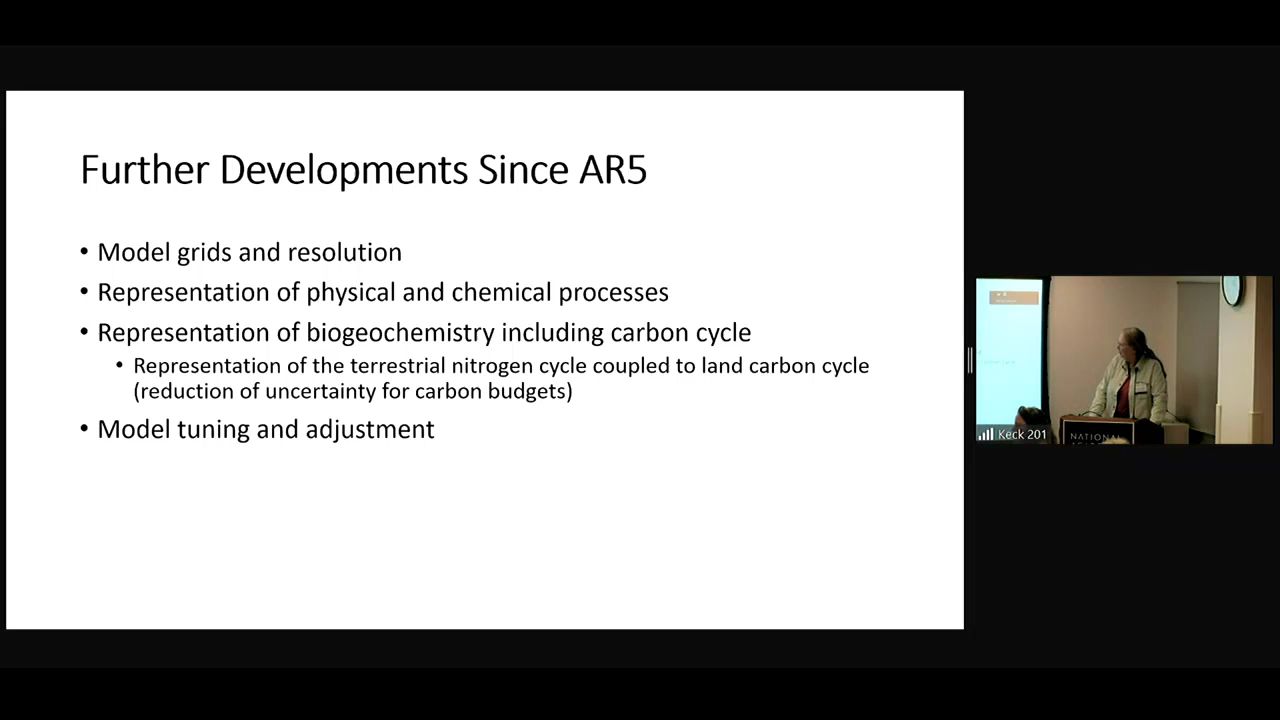 Further Developments Since AR5
• Model grids and resolution
• Representation of physical and chemical processes
• Representation of biogeochemistry including carbon cycle
• Representation of the terrestrial nitrogen cycle coupled to land carbon cycle
(reduction of uncertainty for carbon budgets)
• Model tuning and adjustment
Keck 201
NATIONAL